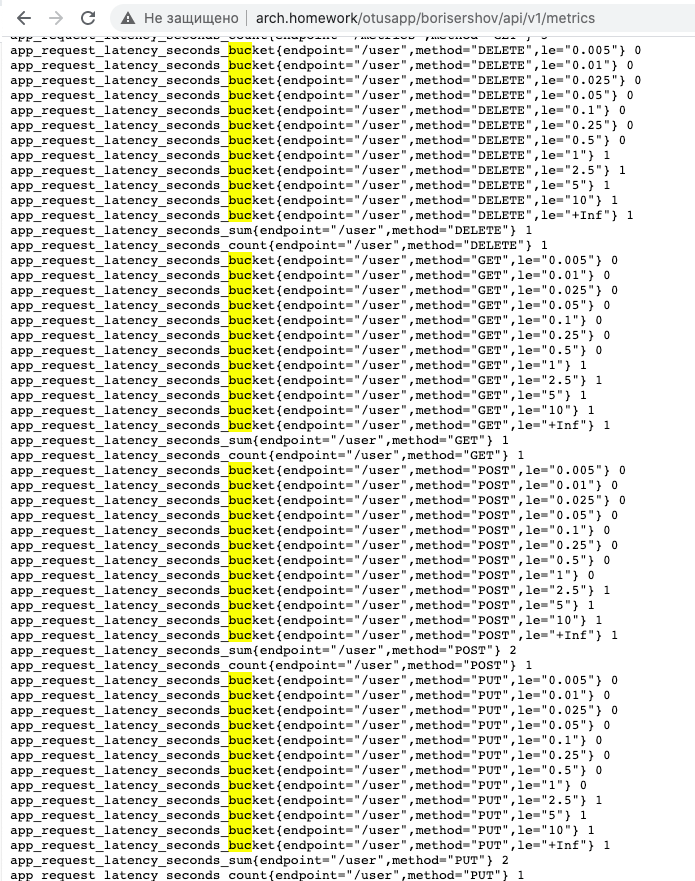 Не защищено arch.homework/otusapp/borisershov/api/v1/metrics
app_request_latency_seconds_count{endpoint="/metrics",method="GET"} 5
app_request_latency_seconds_bucket{endpoint="/user",method="DELETE",le="0.005"} 0
app_request_latency_seconds_bucket{endpoint="/user",method="DELETE",le="0.01"} 0
app_request_latency_seconds_bucket{endpoint="/user",method="DELETE",le="0.025"} 0
app_request_latency_seconds_bucket{endpoint="/user",method="DELETE",le="0.05"} 0
app_request_latency_seconds_bucket{endpoint="/user",method="DELETE",le="0.1"} 0
app_request_latency_seconds_bucket{endpoint="/user",method="DELETE",le="0.25"} 0
app_request_latency_seconds_bucket{endpoint="/user",method="DELETE",le="0.5"} 0
app_request_latency_seconds_bucket{endpoint="/user",method="DELETE",le="1"} 1
app_request_latency_seconds_bucket{endpoint="/user",method="DELETE",le="2.5"} 1
app_request_latency_seconds_bucket{endpoint="/user",method="DELETE",le="5"} 1
app_request_latency_seconds_bucket{endpoint="/user",method="DELETE",le="10"} 1
app_request_latency_seconds_bucket{endpoint="/user",method="DELETE",le="+Inf"} 1
app_request_latency_seconds_sum{endpoint="/user",method="DELETE"} 1
app_request_latency_seconds_count{endpoint="/user",method="DELETE"} 1
app_request_latency_seconds_bucket{endpoint="/user",method="GET",le="0.005"} 0
app_request_latency_seconds_bucket{endpoint="/user",method="GET",le="0.01"} 0
app_request_latency_seconds_bucket{endpoint="/user",method="GET",le="0.025"} 0
app_request_latency_seconds_bucket{endpoint="/user",method="GET",le="0.05"} 0
app_request_latency_seconds_bucket{endpoint="/user",method="GET",le="0.1"} 0
app_request_latency_seconds_bucket{endpoint="/user",method="GET",le="0.25"} 0
app_request_latency_seconds_bucket{endpoint="/user",method="GET",le="0.5"} 0
app_request_latency_seconds_bucket{endpoint="/user",method="GET",le="1"} 1
app_request_latency_seconds_bucket{endpoint="/user",method="GET",le="2.5"} 1
app_request_latency_seconds_bucket{endpoint="/user",method="GET",le="5"} 1
app_request_latency_seconds_bucket{endpoint="/user",method="GET",le="10"} 1
app_request_latency_seconds_bucket{endpoint="/user",method="GET",le="+Inf"} 1
app_request_latency_seconds_sum{endpoint="/user",method="GET"} 1
app_request_latency_seconds_count{endpoint="/user",method="GET"} 1
app_request_latency_seconds_bucket{endpoint="/user",method="POST",le="0.005"} 0
app_request_latency_seconds_bucket{endpoint="/user",method="POST",le="0.01"} 0
app_request_latency_seconds_bucket{endpoint="/user",method="POST",le="0.025"} 0
app_request_latency_seconds_bucket{endpoint="/user",method="POST",le="0.05"} 0
app_request_latency_seconds_bucket{endpoint="/user",method="POST",le="0.1"} 0
app_request_latency_seconds_bucket{endpoint="/user",method="POST",le="0.25"} 0
app_request_latency_seconds_bucket{endpoint="/user",method="POST",le="0.5"} 0
app_request_latency_seconds_bucket{endpoint="/user",method="POST",le="1"} 0
app_request_latency_seconds_bucket{endpoint="/user",method="POST",le="2.5"} 1
app_request_latency_seconds_bucket{endpoint="/user",method="POST",le="5"} 1
app_request_latency_seconds_bucket{endpoint="/user",method="POST",le="10"} 1
app_request_latency_seconds_bucket{endpoint="/user",method="POST",le="+Inf"} 1
app_request_latency_seconds_sum{endpoint="/user",method="POST"} 2
app_request_latency_seconds_count{endpoint="/user",method="POST"} 1
app_request_latency_seconds_bucket{endpoint="/user",method="PUT",le="0.005"} 0
app_request_latency_seconds_bucket{endpoint="/user",method="PUT",le="0.01"} 0
app_request_latency_seconds_bucket{endpoint="/user",method="PUT",le="0.025"} 0
app_request_latency_seconds_bucket{endpoint="/user",method="PUT",le="0.05"} 0
app_request_latency_seconds_bucket{endpoint="/user",method="PUT",le="0.1"} 0
app_request_latency_seconds_bucket{endpoint="/user",method="PUT",le="0.25"} 0
app_request_latency_seconds_bucket{endpoint="/user",method="PUT",le="0.5"} 0
app_request_latency_seconds_bucket{endpoint="/user",method="PUT",le="1"} 0
app_request_latency_seconds_bucket{endpoint="/user",method="PUT",le="2.5"} 1
app_request_latency_seconds_bucket{endpoint="/user",method="PUT",le="5"} 1
app_request_latency_seconds_bucket{endpoint="/user",method="PUT",le="10"} 1
app_request_latency_seconds_bucket{endpoint="/user",method="PUT",le="+Inf"} 1
app_request_latency_seconds_sum{endpoint="/user",method="PUT"} 2
app_request_latency_seconds_count{endpoint="/user",method="PUT"} 1